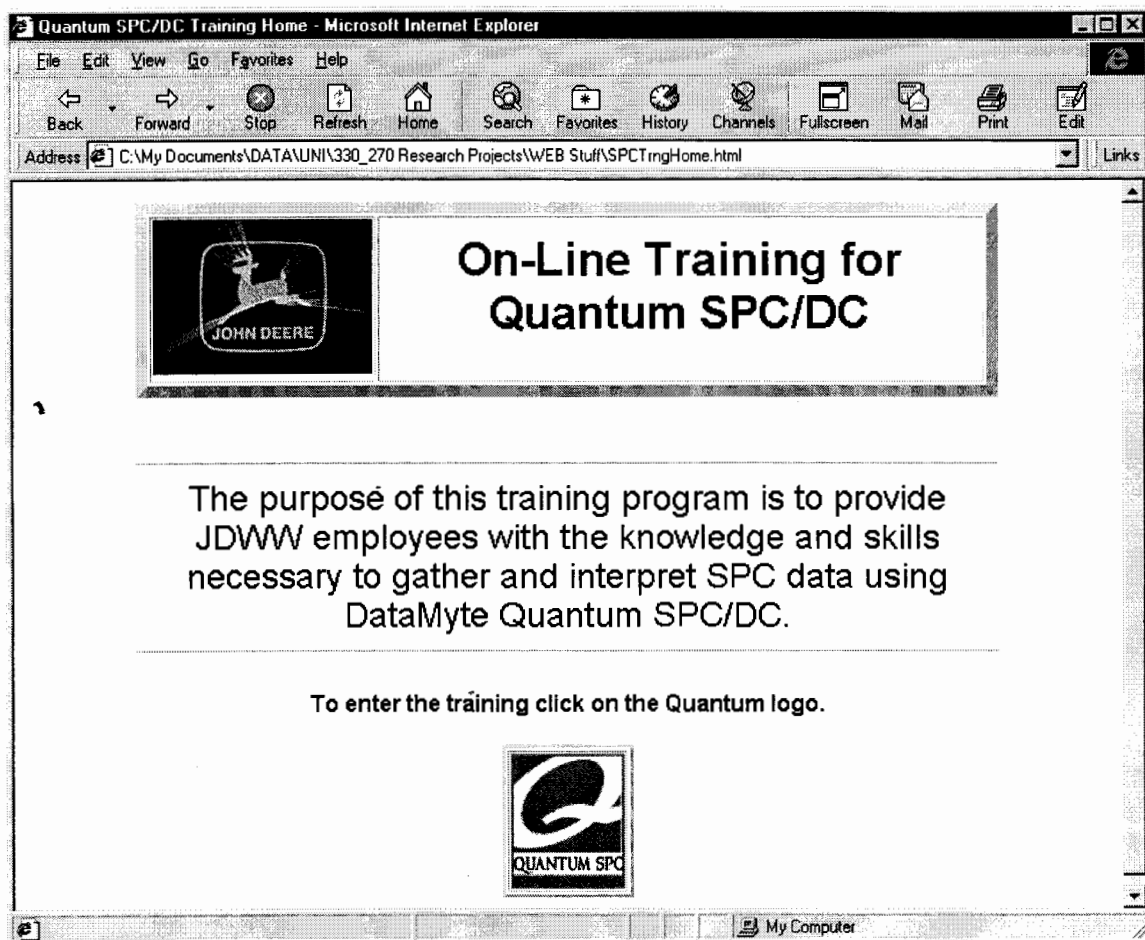 Quantum SPC/DC Training Home - Microsoft Internet Explorer
File Edit View Go Favorites Help
Back Forward Stop Refresh Home Search Favorites History Channels Fullscreen Mail Print Edit
Address C:\My Documents\DATA\UNI\330_270 Research Projects\WEB Stuff\SPCTrngHome.html Links
On-Line Training for
Quantum SPC/DC
JOHN DEERE
The purpose of this training program is to provide
JDWW employees with the knowledge and skills
necessary to gather and interpret SPC data using
DataMyte Quantum SPC/DC.
To enter the training click on the Quantum logo.
QUANTUM SPC
My Computer